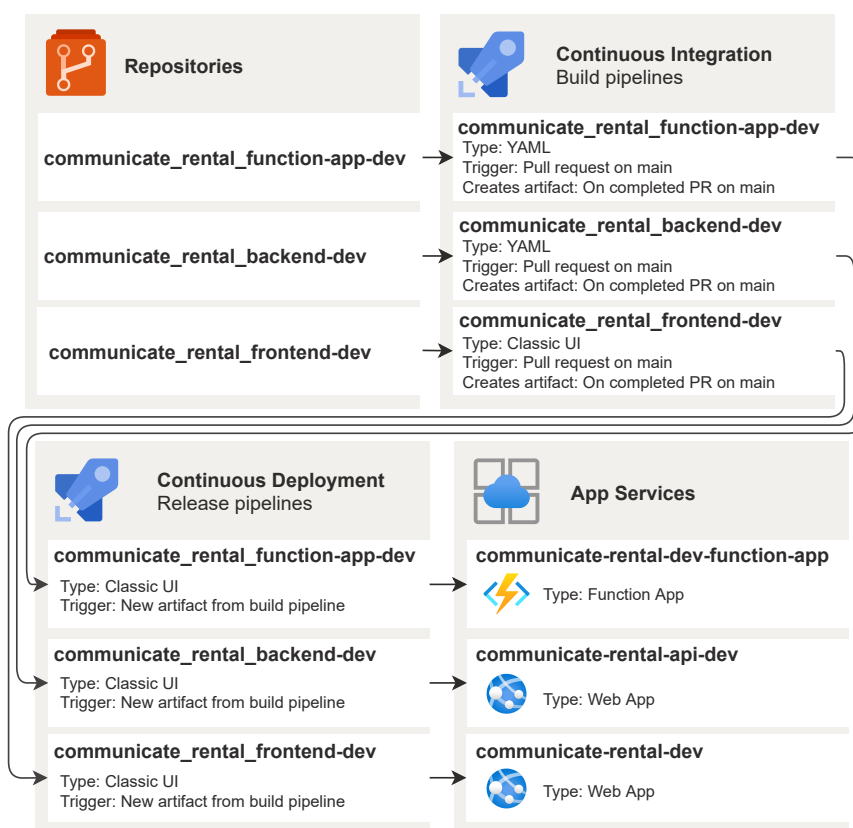 Repositories
communicate_rental_function-app-dev
communicate_rental_backend-dev
communicate_rental_frontend-dev
Continuous Integration
Build pipelines
communicate_rental_function-app-dev
Type: YAML
Trigger: Pull request on main
Creates artifact: On completed PR on main
communicate_rental_backend-dev
Type: YAML
Trigger: Pull request on main
Creates artifact: On completed PR on main
communicate_rental_frontend-dev
Type: Classic UI
Trigger: Pull request on main
Creates artifact: On completed PR on main
Continuous Deployment
Release pipelines
communicate_rental_function-app-dev
Type: Classic UI
Trigger: New artifact from build pipeline
communicate_rental_backend-dev
Type: Classic UI
Trigger: New artifact from build pipeline
communicate_rental_frontend-dev
Type: Classic UI
Trigger: New artifact from build pipeline
App Services
communicate-rental-dev-function-app
Type: Function App
communicate-rental-api-dev
Type: Web App
communicate-rental-dev
Type: Web App